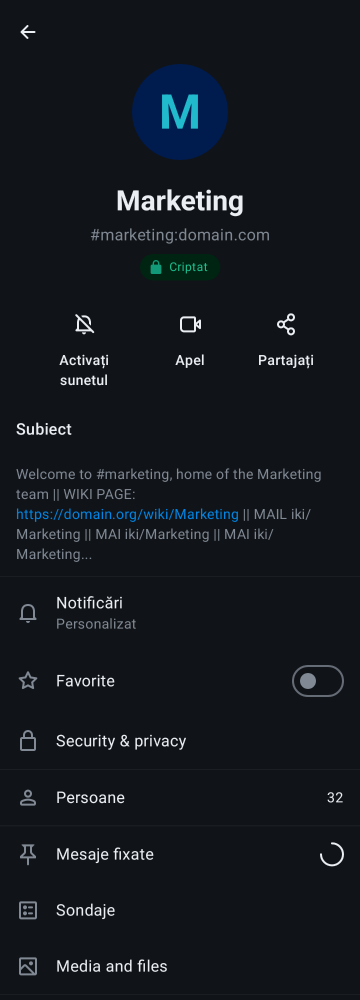 M
Marketing
#marketing:domain.com
Criptat
Activați
sunetul
Apel
Partajați
Subiect
Welcome to #marketing, home of the Marketing
team || WIKI PAGE:
https://domain.org/wiki/Marketing || MAIL iki/
Marketing || MAI iki/Marketing || MAI iki/
Marketing...
Notificări
Personalizat
Favorite
Security & privacy
Persoane 32
Mesaje fixate
Sondaje
Media and files